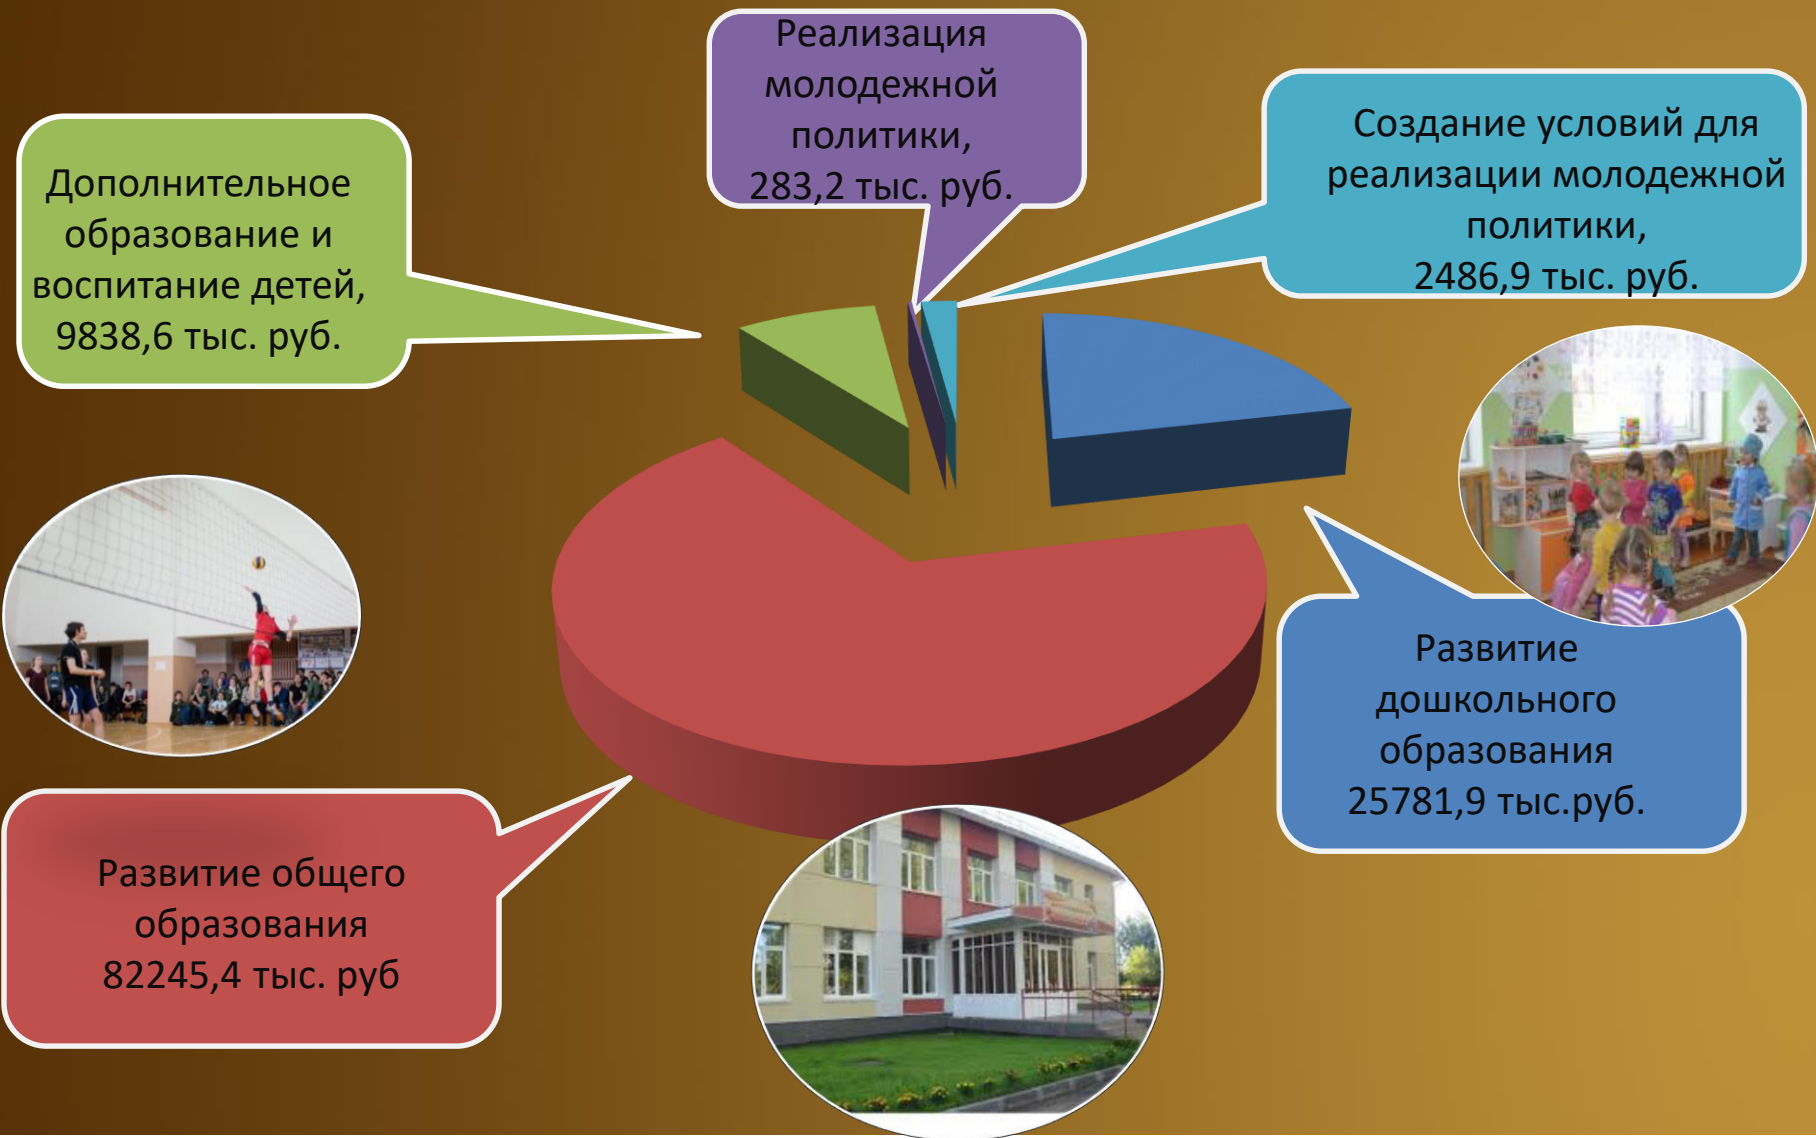 Реализация
молодежной
политики,
283,2 тыс. руб.
Создание условий для
реализации молодежной
политики,
2486,9 тыс. руб.
Дополнительное
образование и
воспитание детей,
9838,6 тыс. руб.
Развитие
дошкольного
образования
25781,9 тыс.руб.
Развитие общего
образования
82245,4 тыс. руб